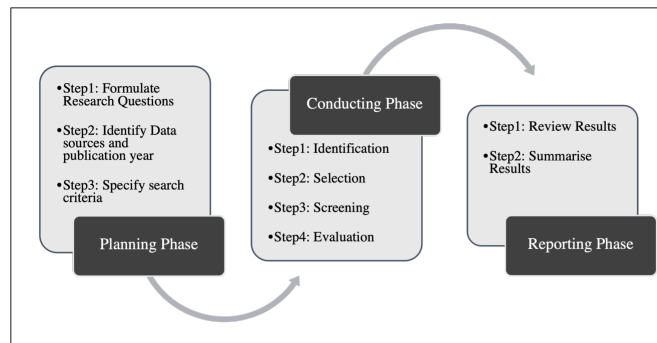 •Step1: Formulate
Research Questions
•Step2: Identify Data
sources and
publication year
•Step3: Specify search
criteria
Planning Phase
Conducting Phase
•Step1: Identification
•Step2: Selection
•Step3: Screening
•Step4: Evaluation
•Step1: Review Results
•Step2: Summarise
Results
Reporting Phase